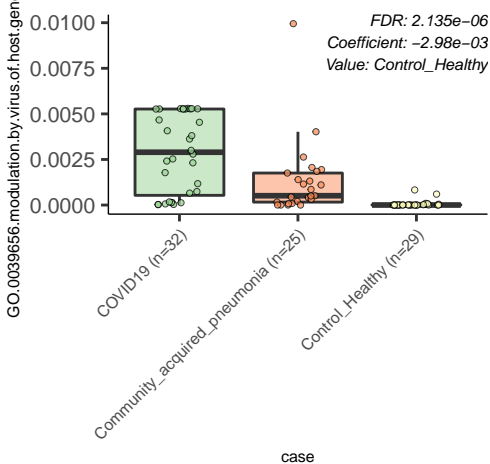 GO.0039656.modulation.by.virus.of.host.gen
0.0100
0.0075
0.0050
0.0025
0.0000
FDR: 2.135e−06
Coefficient: −2.98e−03
Value: Control_Healthy
COVID19 (n=32)
Community_acquired_pneumonia (n=25)
Control_Healthy (n=29)
case